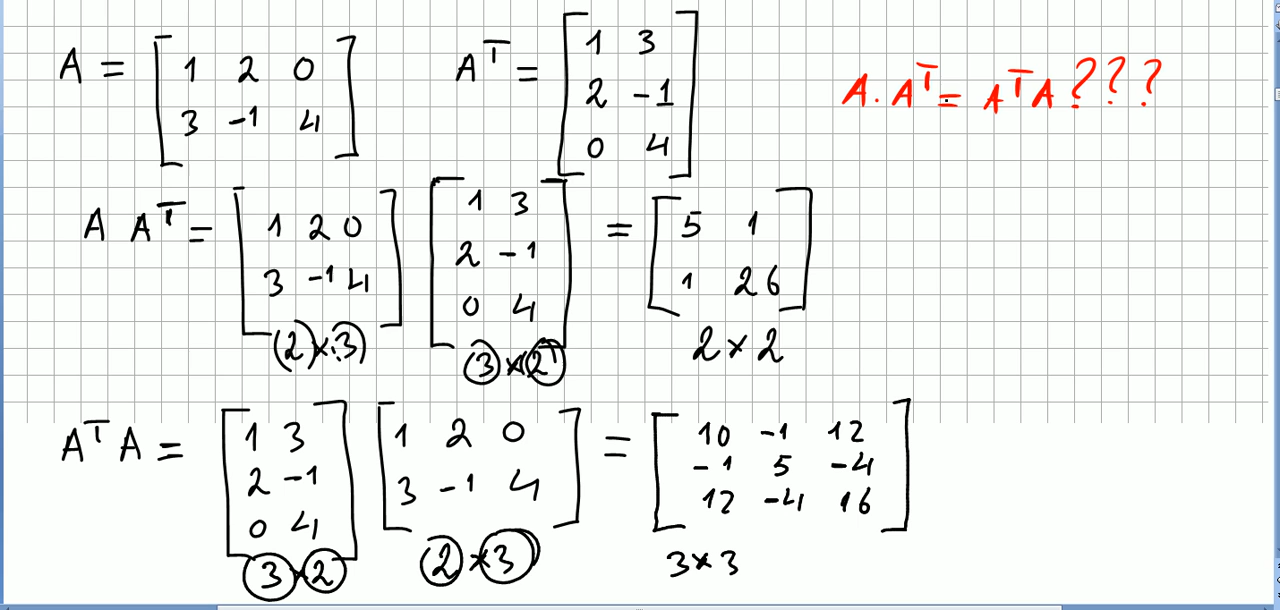 A = [1 2 0; 3 -1 4]   Aᵀ = [1 3; 2 -1; 0 4]   A · Aᵀ = AᵀA ???
A Aᵀ = [1 2 0; 3 -1 4] [1 3; 2 -1; 0 4] = [5 1; 1 26]
(2) × (3)   (3) × (2)   2 × 2
Aᵀ A = [1 3; 2 -1; 0 4] [1 2 0; 3 -1 4] = [10 -1 12; -1 5 -4; 12 -4 16]
(3) × (2)   (2) × (3)   3 × 3